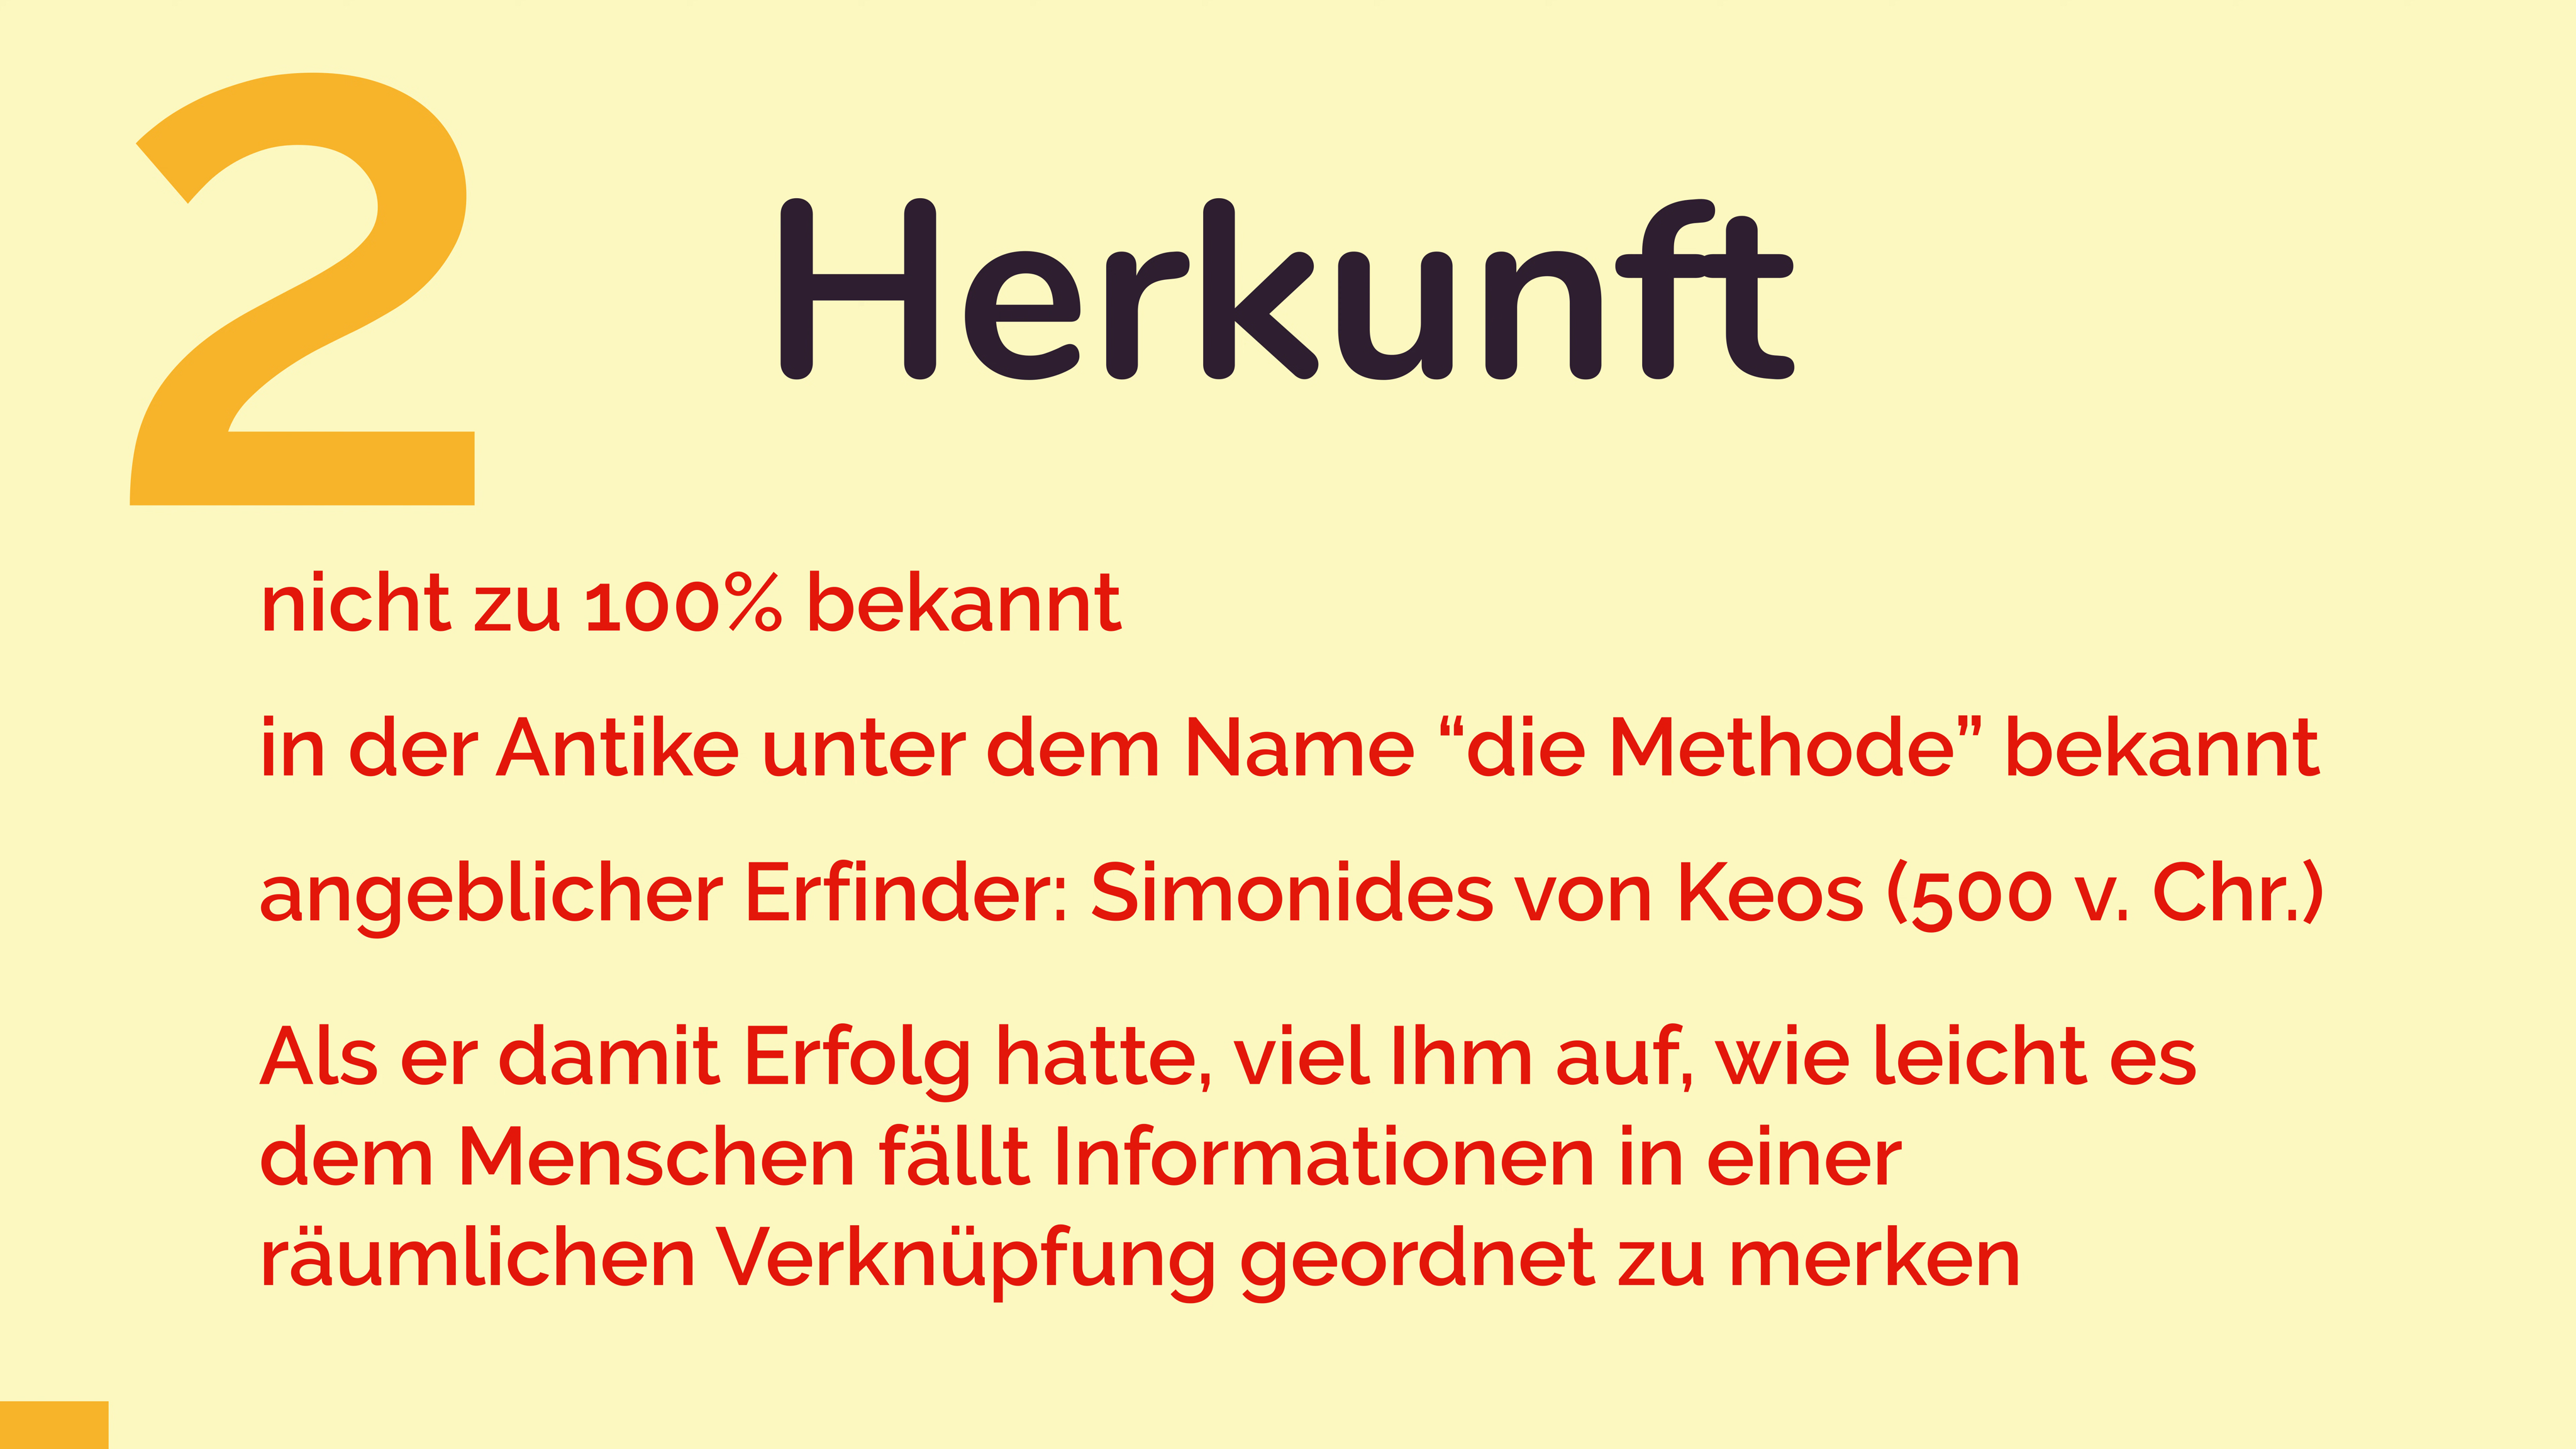 2
Herkunft
nicht zu 100% bekannt
in der Antike unter dem Name “die Methode” bekannt
angeblicher Erfinder: Simonides von Keos (500 v. Chr.)
Als er damit Erfolg hatte, viel Ihm auf, wie leicht es
dem Menschen fällt Informationen in einer
räumlichen Verknüpfung geordnet zu merken